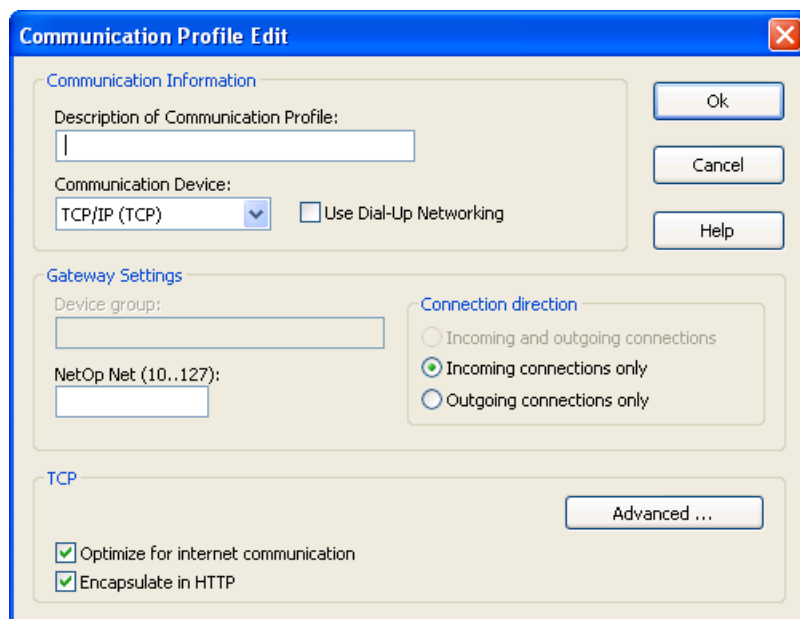 Communication Profile Edit
Communication Information
Description of Communication Profile:
Communication Device:
TCP/IP (TCP)
Use Dial-Up Networking
Ok
Cancel
Help
Gateway Settings
Device group:
NetOp Net (10..127):
Connection direction
Incoming and outgoing connections
Incoming connections only
Outgoing connections only
TCP
Advanced ...
Optimize for internet communication
Encapsulate in HTTP